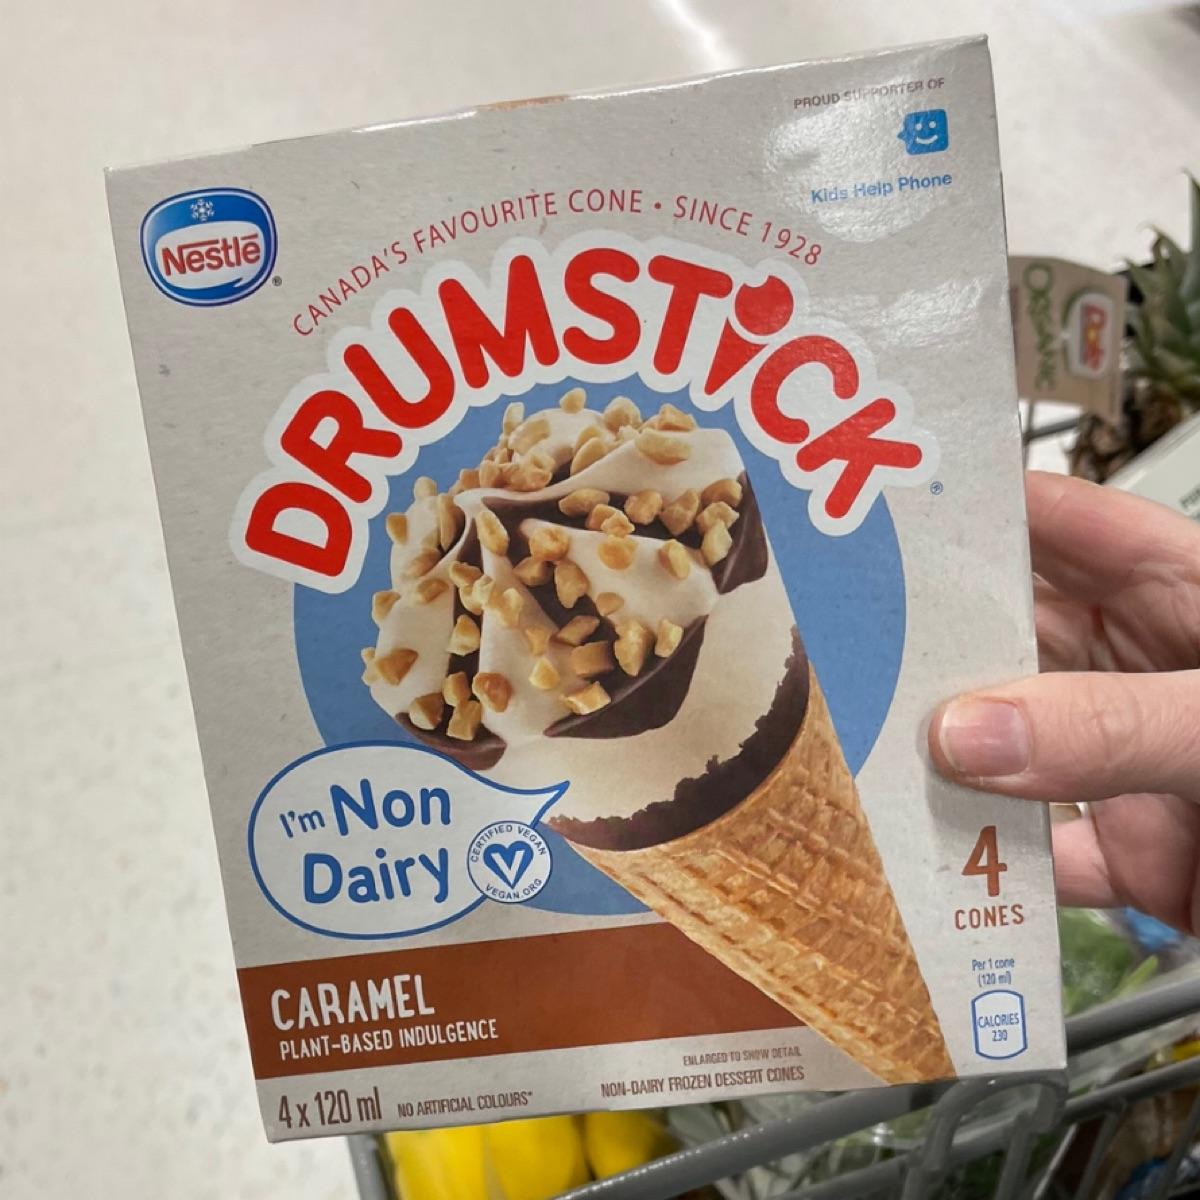 PROUD SUPPORTER OF
Kids Help Phone
Nestlé
CANADA'S FAVOURITE CONE • SINCE 1928
DRUMSTiCK
I'm Non
Dairy
CERTIFIED VEGAN
VEGAN.ORG
4
CONES
Per 1 cone
(120 ml)
CALORIES
230
CARAMEL
PLANT-BASED INDULGENCE
ENLARGED TO SHOW DETAIL
4 x 120 ml NO ARTIFICIAL COLOURS* NON-DAIRY FROZEN DESSERT CONES
ORGANIC
Dole